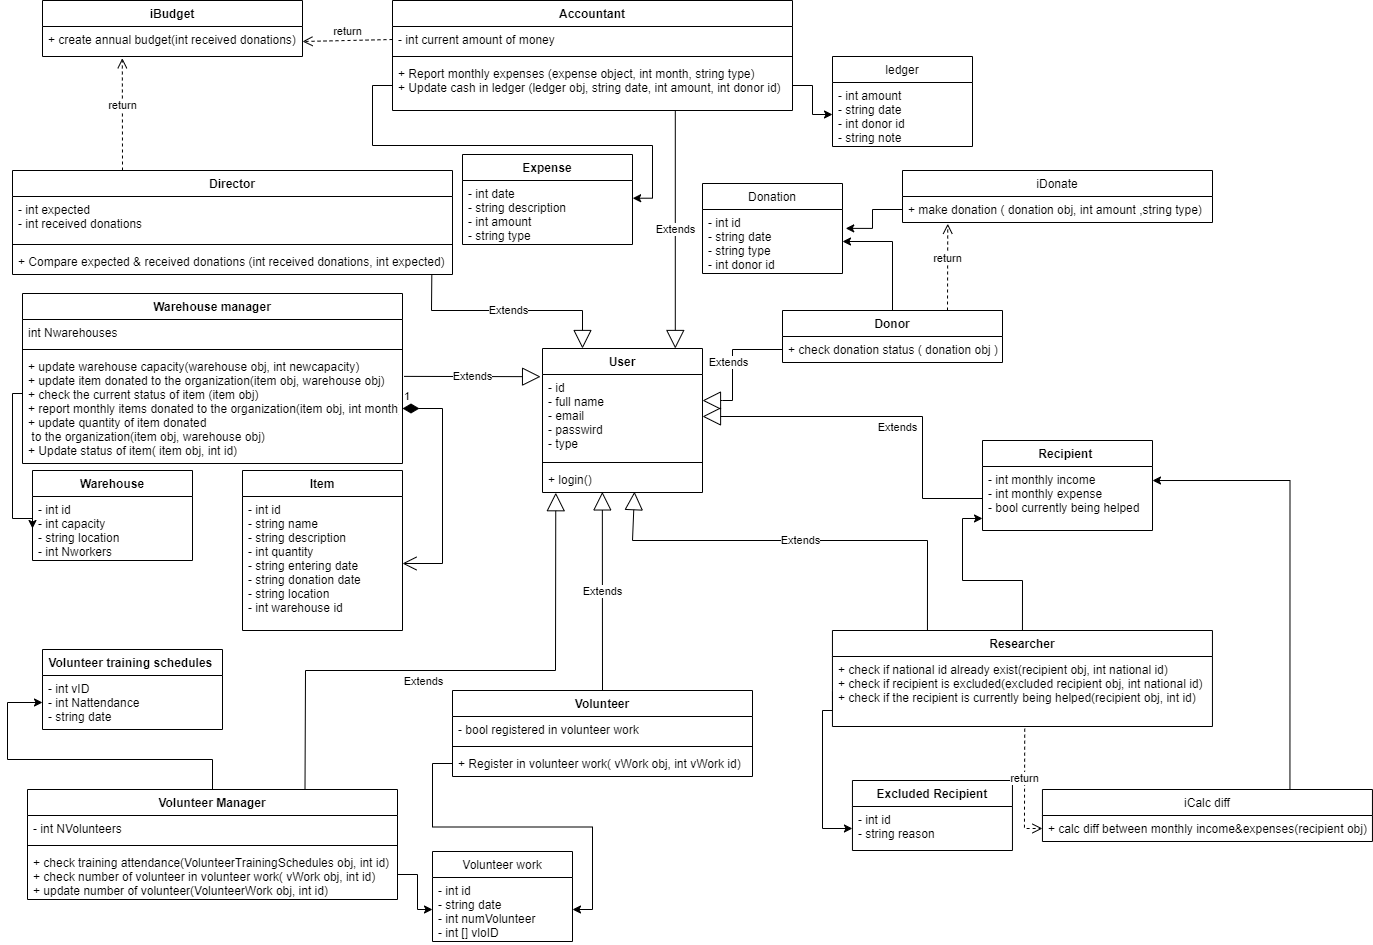 iBudget
+ create annual budget(int received donations)
return
Accountant
- int current amount of money
+ Report monthly expenses (expense object, int month, string type)
+ Update cash in ledger (ledger obj, string date, int amount, int donor id)
ledger
- int amount
- string date
- int donor id
- string note
return
Director
- int expected
- int received donations
+ Compare expected & received donations (int received donations, int expected)
Expense
- int date
- string description
- int amount
- string type
Extends
Donation
- int id
- string date
- string type
- int donor id
iDonate
+ make donation ( donation obj, int amount ,string type)
return
Donor
+ check donation status ( donation obj )
Extends
Warehouse manager
int Nwarehouses
+ update warehouse capacity(warehouse obj, int newcapacity)
+ update item donated to the organization(item obj, warehouse obj)
+ check the current status of item (item obj)
+ report monthly items donated to the organization(item obj, int month
+ update quantity of item donated
to the organization(item obj, warehouse obj)
+ Update status of item( item obj, int id)
1
Extends
Extends
User
- id
- full name
- email
- passwird
- type
+ login()
Extends
Recipient
- int monthly income
- int monthly expense
- bool currently being helped
Warehouse
- int id
- int capacity
- string location
- int Nworkers
Item
- int id
- string name
- string description
- int quantity
- string entering date
- string donation date
- string location
- int warehouse id
Extends
Extends
Extends
Volunteer training schedules
- int vID
- int Nattendance
- string date
Volunteer
- bool registered in volunteer work
+ Register in volunteer work( vWork obj, int vWork id)
Researcher
+ check if national id already exist(recipient obj, int national id)
+ check if recipient is excluded(excluded recipient obj, int national id)
+ check if the recipient is currently being helped(recipient obj, int id)
return
Volunteer Manager
- int NVolunteers
+ check training attendance(VolunteerTrainingSchedules obj, int id)
+ check number of volunteer in volunteer work( vWork obj, int id)
+ update number of volunteer(VolunteerWork obj, int id)
Volunteer work
- int id
- string date
- int numVolunteer
- int [] vloID
Excluded Recipient
- int id
- string reason
iCalc diff
+ calc diff between monthly income&expenses(recipient obj)